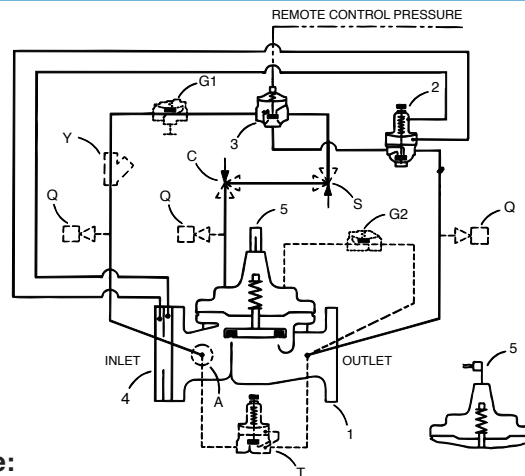 REMOTE CONTROL PRESSURE
G1
2
3
Y
C
S
Q
Q
5
G2
Q
5
INLET
OUTLET
4
A
1
T
e: